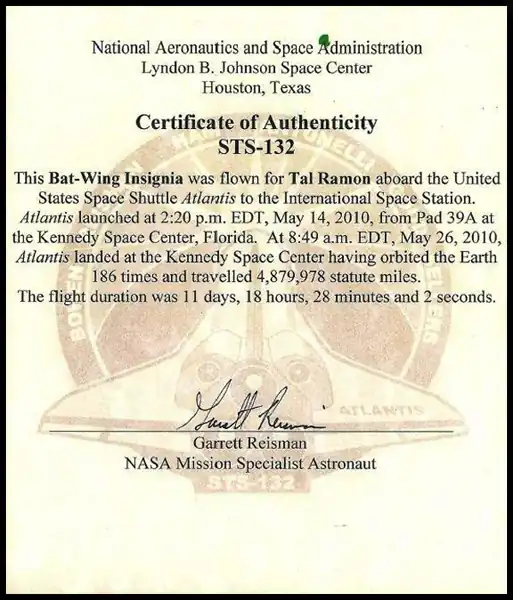 National Aeronautics and Space Administration
Lyndon B. Johnson Space Center
Houston, Texas
Certificate of Authenticity
STS-132
This Bat-Wing Insignia was flown for Tal Ramon aboard the United
States Space Shuttle Atlantis to the International Space Station.
Atlantis launched at 2:20 p.m. EDT, May 14, 2010, from Pad 39A at
the Kennedy Space Center, Florida. At 8:49 a.m. EDT, May 26, 2010,
Atlantis landed at the Kennedy Space Center having orbited the Earth
186 times and travelled 4,879,978 statute miles.
The flight duration was 11 days, 18 hours, 28 minutes and 2 seconds.
Garrett Reisman
ATLANTIS
Garrett Reisman
NASA Mission Specialist Astronaut
STS-132